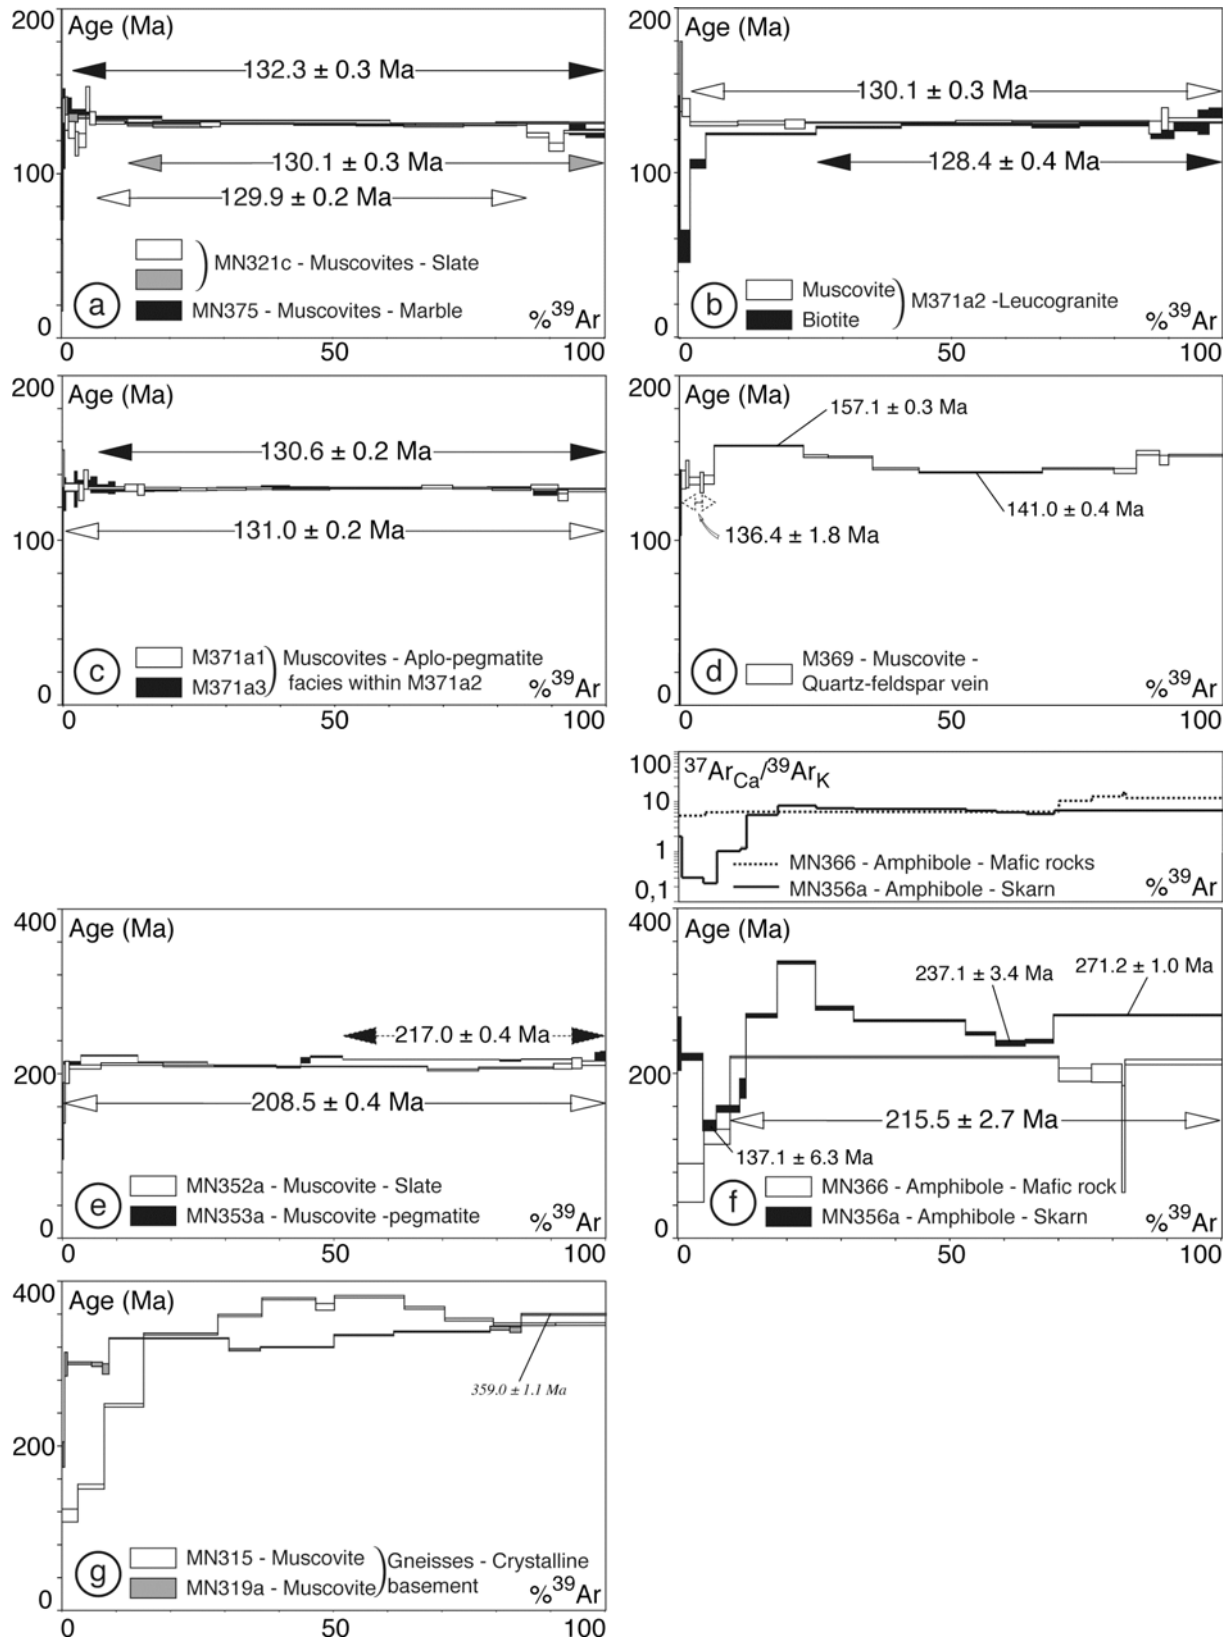 200
Age (Ma)
132.3 ± 0.3 Ma
100
130.1 ± 0.3 Ma
129.9 ± 0.2 Ma
MN321c - Muscovites - Slate
a
MN375 - Muscovites - Marble
%39Ar
0
0
50
100
200
Age (Ma)
130.1 ± 0.3 Ma
100
128.4 ± 0.4 Ma
Muscovite
M371a2 -Leucogranite
b
Biotite
%39Ar
0
0
50
100
200
Age (Ma)
130.6 ± 0.2 Ma
100
131.0 ± 0.2 Ma
c
M371a1
Muscovites - Aplo-pegmatite
M371a3
facies within M371a2
%39Ar
0
0
50
100
200
Age (Ma)
157.1 ± 0.3 Ma
141.0 ± 0.4 Ma
100
136.4 ± 1.8 Ma
d
M369 - Muscovite -
Quartz-feldspar vein
%39Ar
0
0
50
100
100
37ArCa/39ArK
10
1
MN366 - Amphibole - Mafic rocks
0,1
MN356a - Amphibole - Skarn
%39Ar
400
Age (Ma)
217.0 ± 0.4 Ma
200
208.5 ± 0.4 Ma
e
MN352a - Muscovite - Slate
MN353a - Muscovite -pegmatite
%39Ar
0
0
50
100
400
Age (Ma)
237.1 ± 3.4 Ma
271.2 ± 1.0 Ma
200
215.5 ± 2.7 Ma
137.1 ± 6.3 Ma
f
MN366 - Amphibole - Mafic rock
MN356a - Amphibole - Skarn
%39Ar
0
0
50
100
400
Age (Ma)
359.0 ± 1.1 Ma
200
g
MN315 - Muscovite
Gneisses - Crystalline
MN319a - Muscovite
basement
%39Ar
0
0
50
100